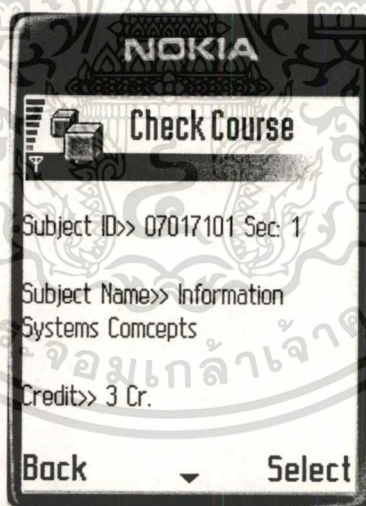 NOKIA
Check Course
Subject ID>> 07017101 Sec: 1
Subject Name>> Information
Systems Comcepts
Credit>> 3 Cr.
Back Select